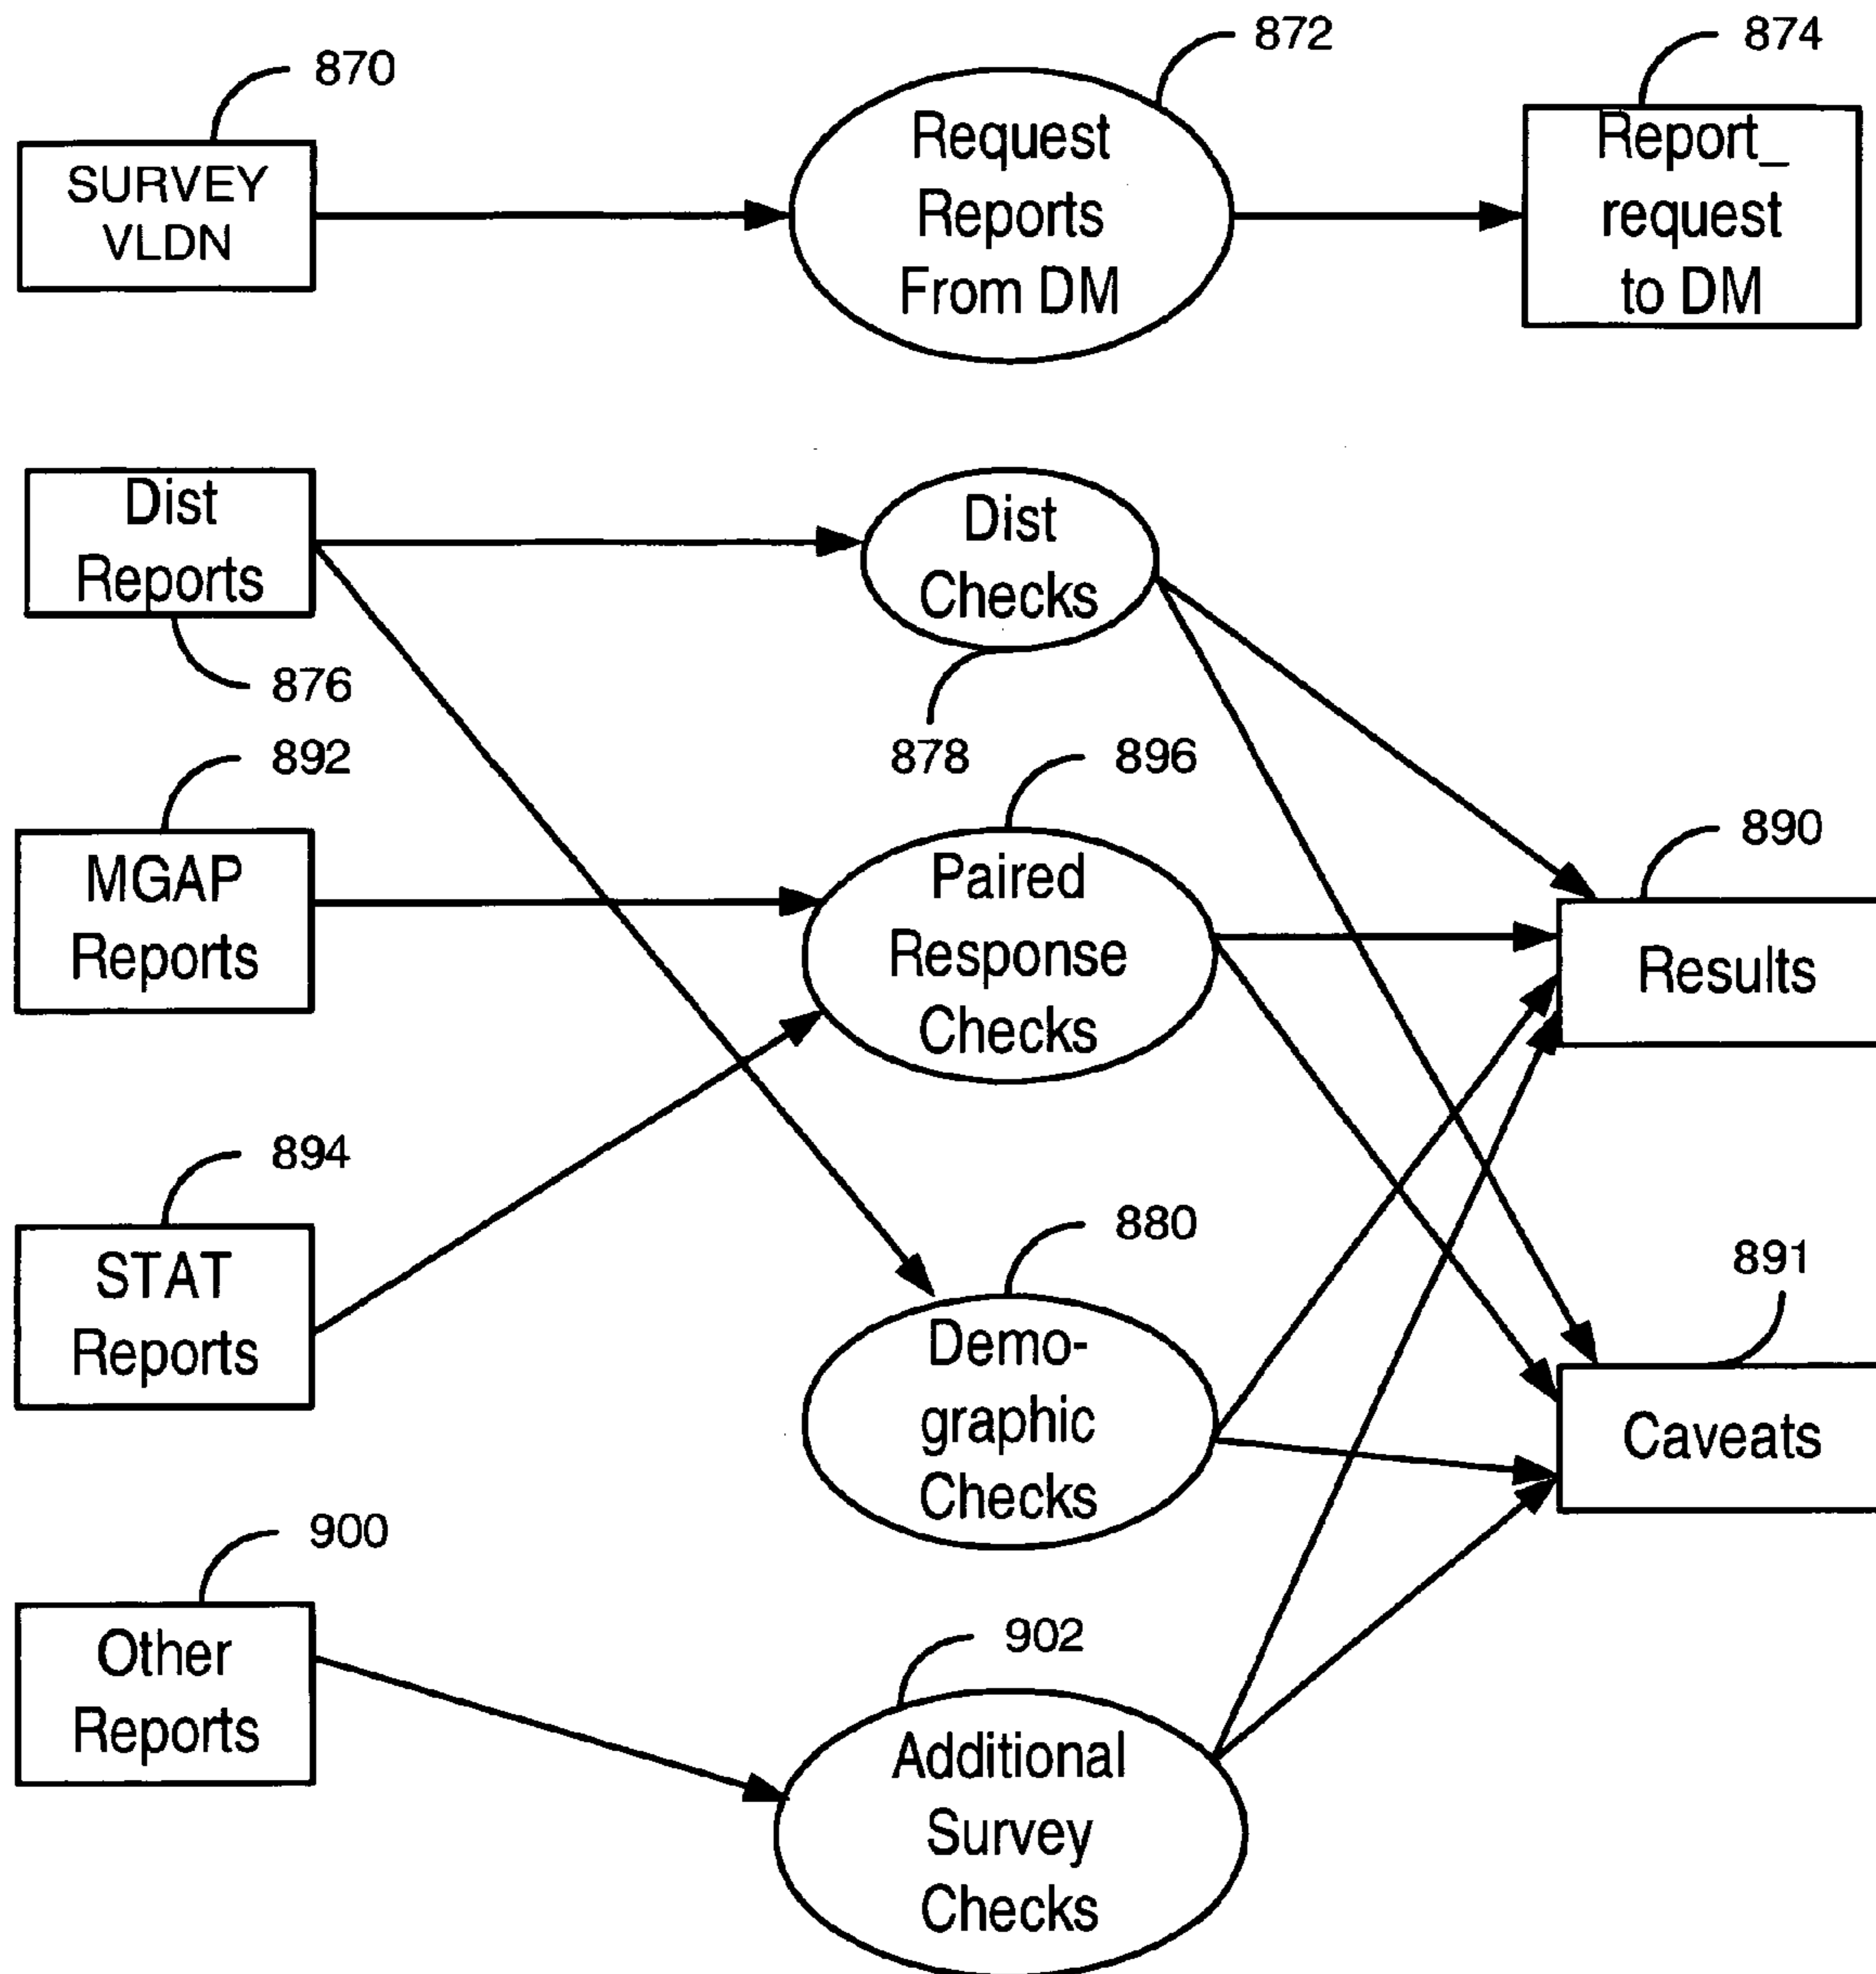 870
872
874
SURVEY
VLDN
Request
Reports
From DM
Report_
request
to DM
Dist
Reports
876
Dist
Checks
878
892
MGAP
Reports
896
Paired
Response
Checks
890
Results
894
STAT
Reports
880
Demo-
graphic
Checks
891
Caveats
900
Other
Reports
902
Additional
Survey
Checks